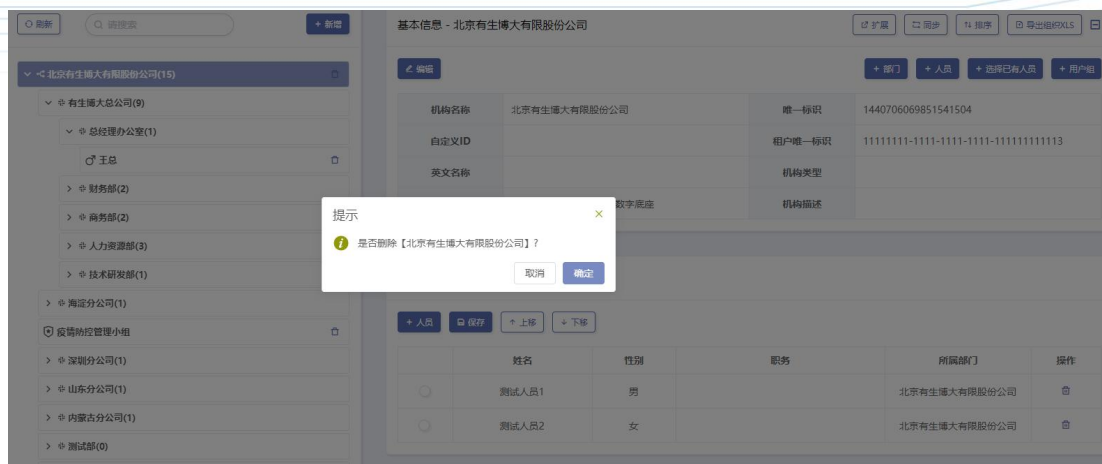 刷新 请搜索 + 新增
基本信息 - 北京有生博大有限股份公司 扩展 同步 排序 导出组织XLS
北京有生博大有限股份公司(15)
编辑 + 部门 + 人员 + 选择已有人员 + 用户组
有生博大总公司(9)
机构名称 北京有生博大有限股份公司 唯一标识 1440706069851541504
总经理办公室(1)
自定义ID 租户唯一标识 11111111-1111-1111-1111-111111111113
王总
英文名称 机构类型
财务部(2)
数字底座 机构描述
商务部(2)
人力资源部(3)
技术研发部(1)
提示
是否删除【北京有生博大有限股份公司】?
取消 确定
海淀分公司(1)
疫情防控管理小组
+ 人员 保存 上移 下移
深圳分公司(1)
姓名 性别 职务 所属部门 操作
山东分公司(1)
测试人员1 男 北京有生博大有限股份公司
内蒙古分公司(1)
测试人员2 女 北京有生博大有限股份公司
测试部(0)